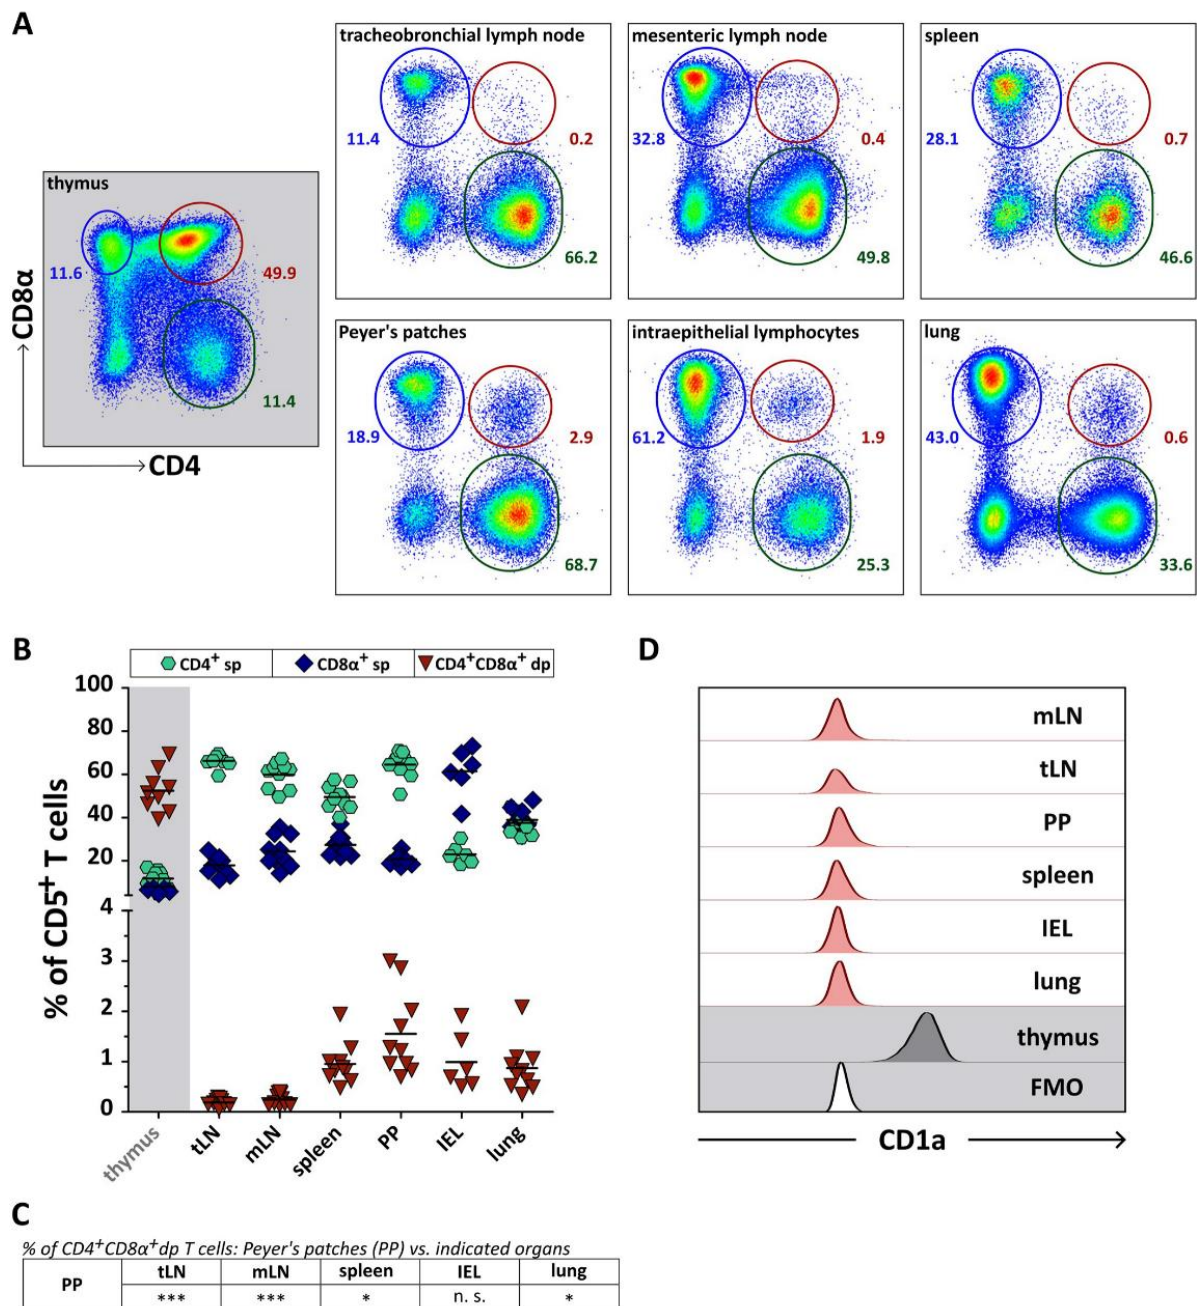 A
tracheobronchial lymph node
11.4
0.2
66.2
mesenteric lymph node
32.8
0.4
49.8
spleen
28.1
0.7
46.6
thymus
11.6
49.9
11.4
CD8α
CD4
Peyer's patches
18.9
2.9
68.7
intraepithelial lymphocytes
61.2
1.9
25.3
lung
43.0
0.6
33.6
B
CD4+ sp
CD8α+ sp
CD4+CD8α+ dp
% of CD5+ T cells
100
80
60
40
20
4
3
2
1
0
thymus
tLN
mLN
spleen
PP
IEL
lung
D
mLN
tLN
PP
spleen
IEL
lung
thymus
FMO
CD1a
C
% of CD4+CD8α+dp T cells: Peyer's patches (PP) vs. indicated organs
PP tLN mLN spleen IEL lung
*** *** * n. s. *